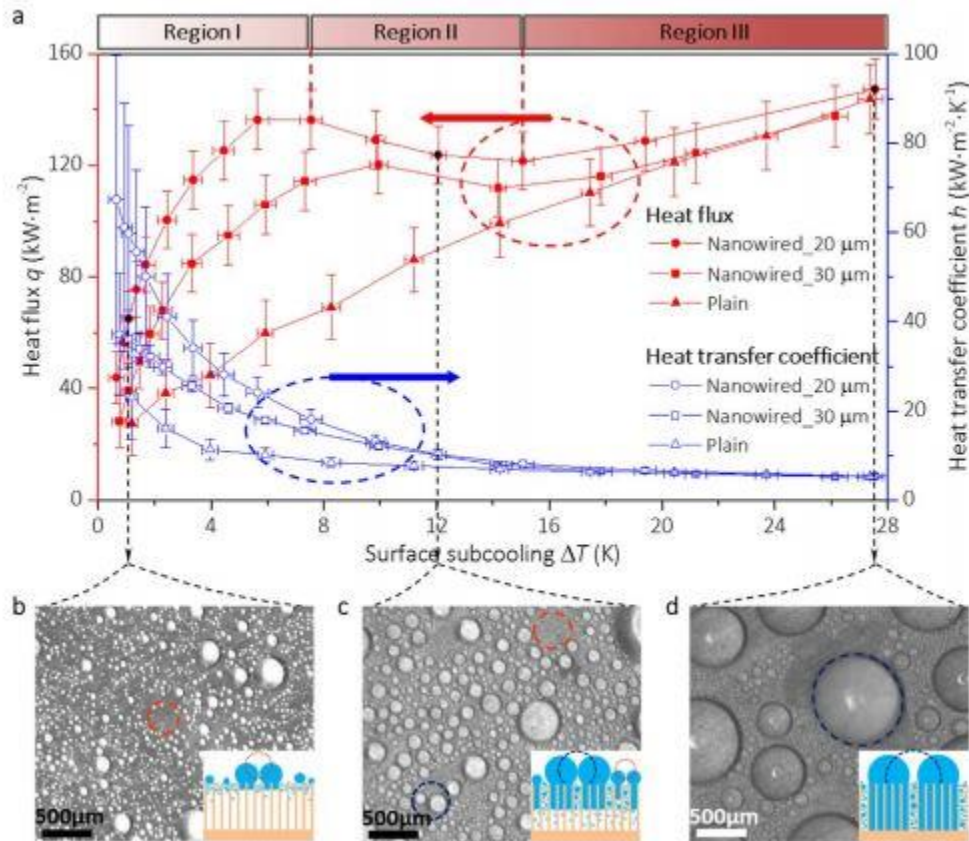 a
Region I Region II Region III
160 100
120 80
80 60
40 40
0 20
0
Heat flux q (kW·m⁻²)
Heat transfer coefficient h (kW·m⁻²·K⁻¹)
Heat flux
Nanowired_20 μm
Nanowired_30 μm
Plain
Heat transfer coefficient
Nanowired_20 μm
Nanowired_30 μm
Plain
0 4 8 12 16 20 24 28
Surface subcooling ΔT (K)
b c d
500μm 500μm 500μm